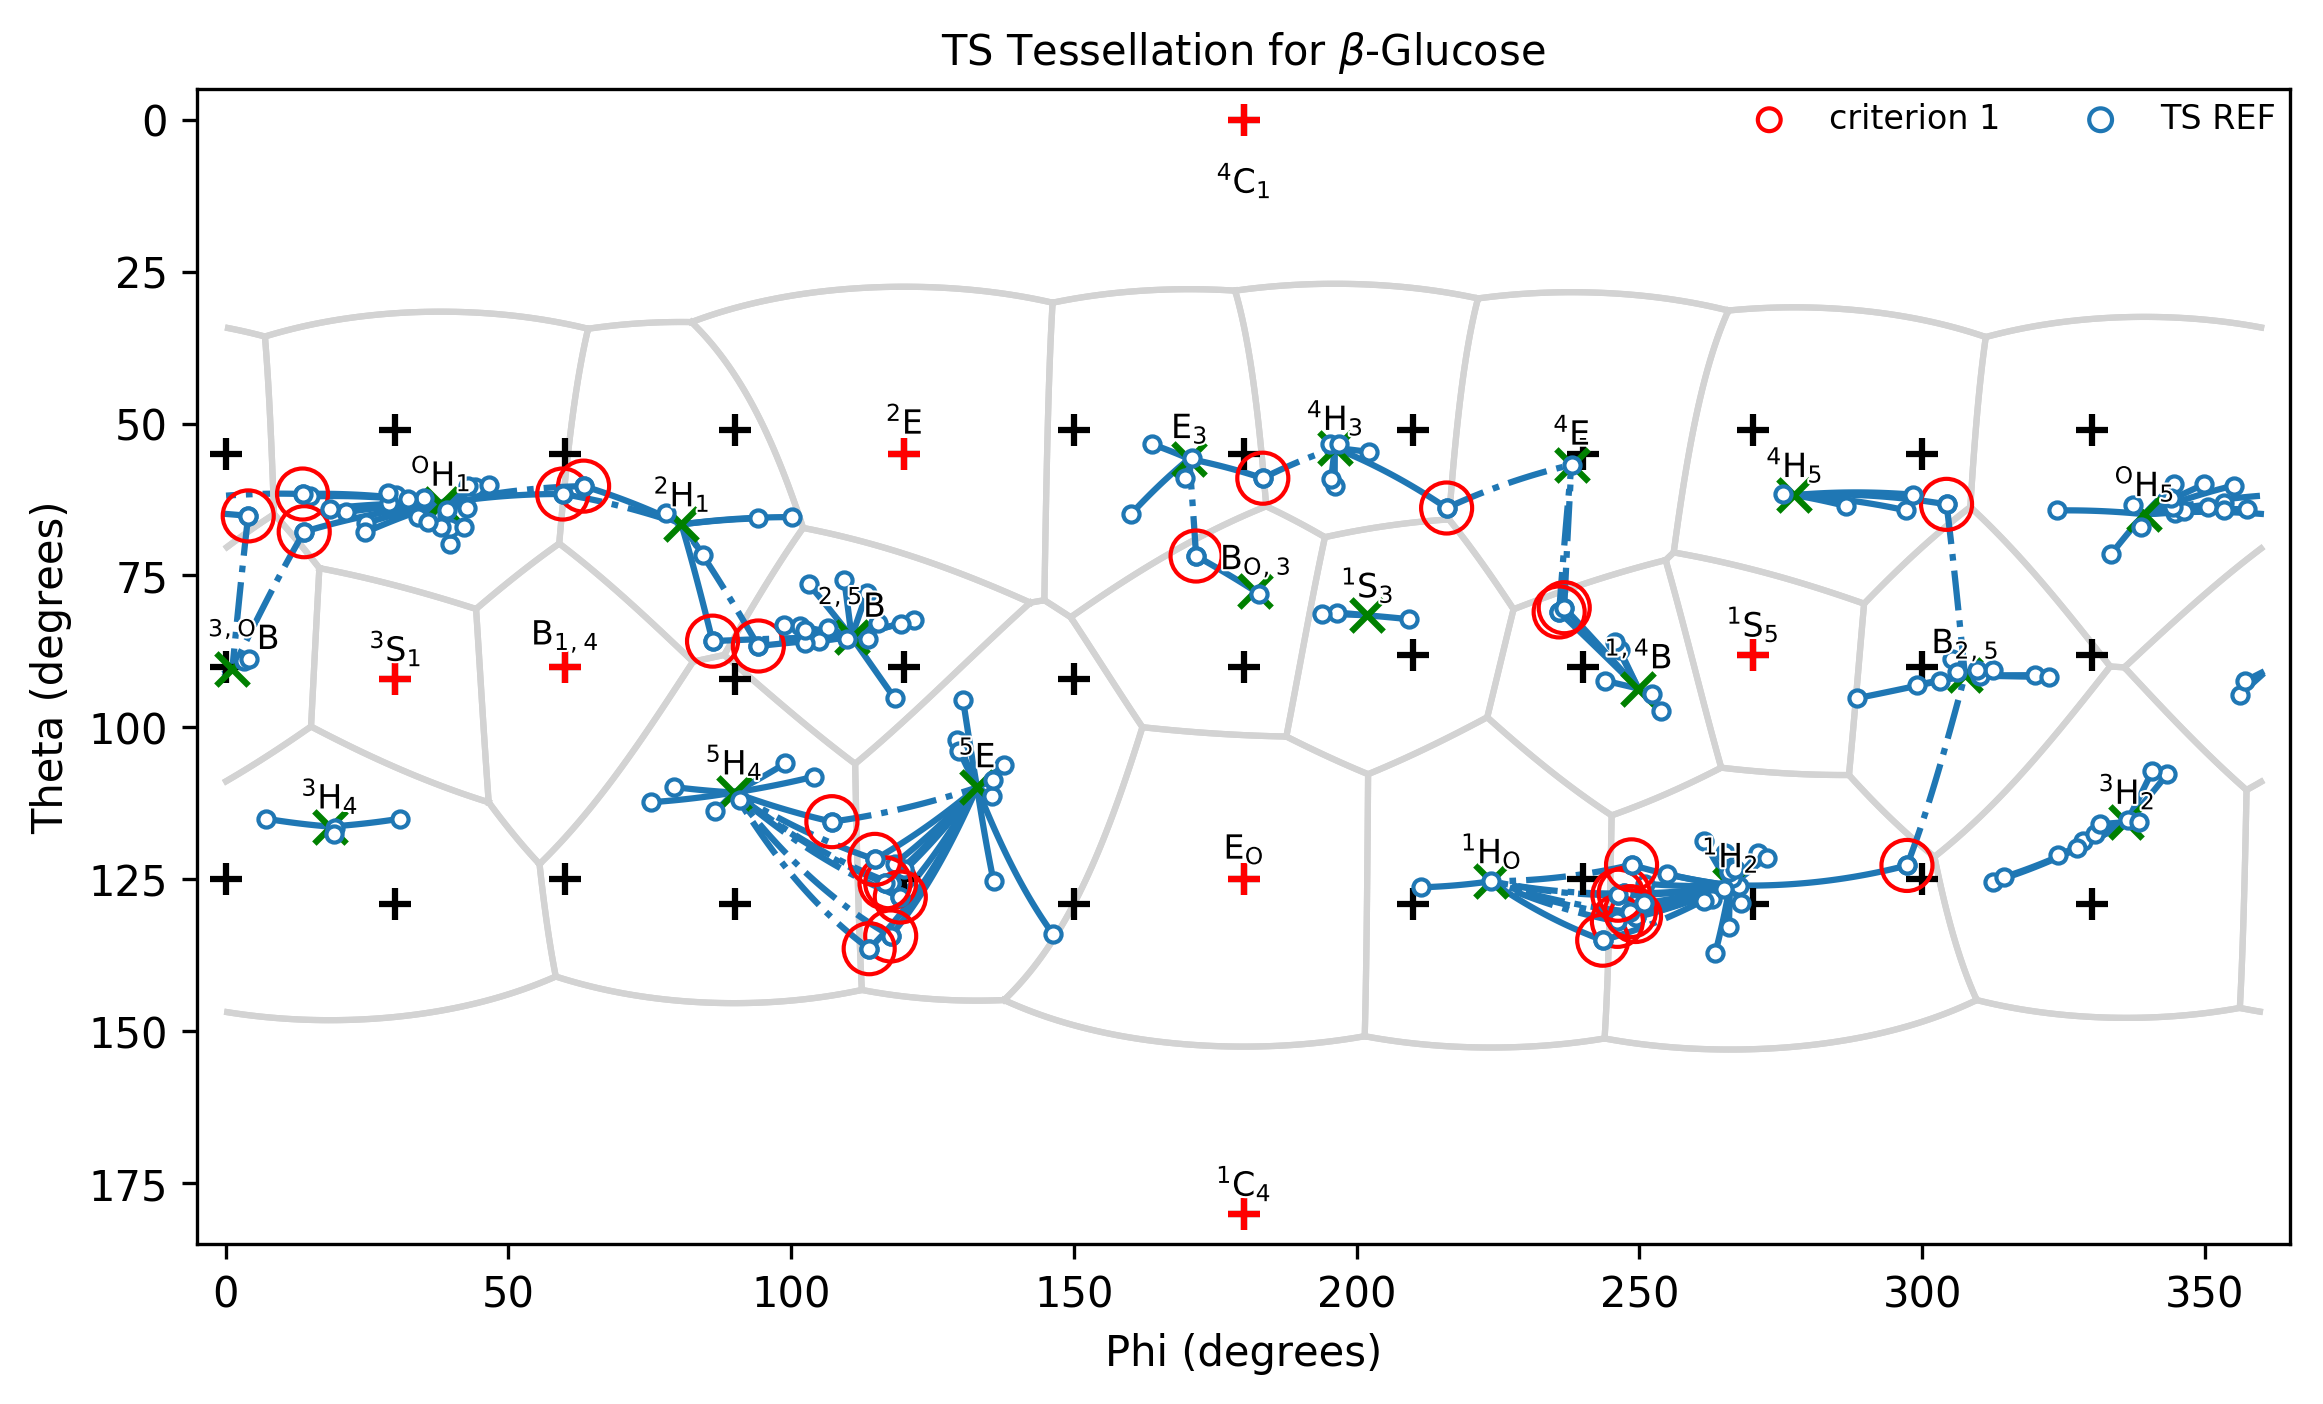 TS Tessellation for β-Glucose
criterion 1
TS REF
⁴C₁
²E
E₃
⁴H₃
⁴E
⁴H₅
ᴼH₁
²H₁
ᴼH₅
B_O,3
¹S₃
²,⁵B
³,ᴼB
³S₁
B₁,₄
¹,⁴B
¹S₅
B₂,₅
⁵H₄
⁵E
³H₄
³H₂
E_O
¹H_O
¹H₂
¹C₄
0
25
50
75
100
125
150
175
Theta (degrees)
0 50 100 150 200 250 300 350
Phi (degrees)